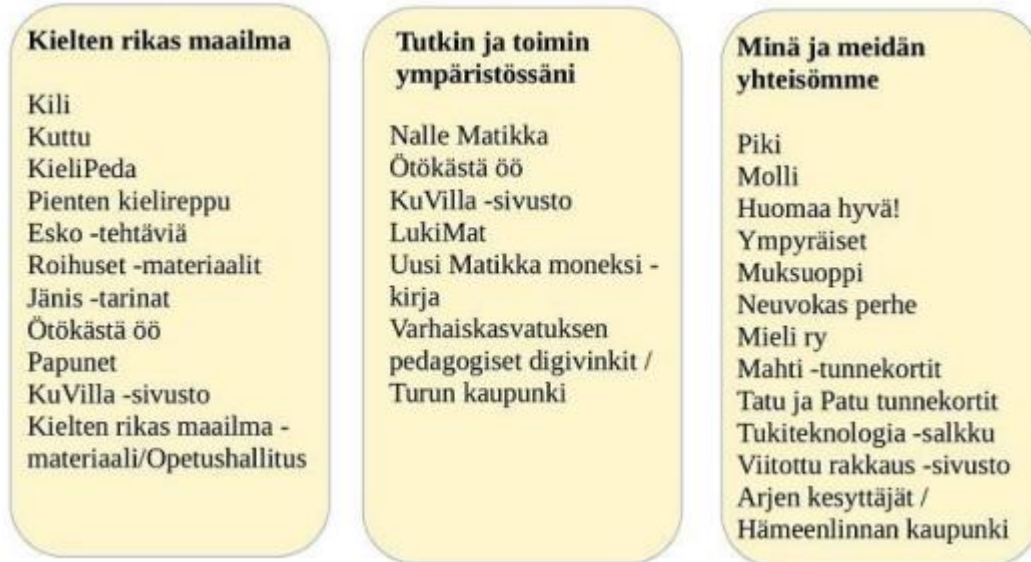 Kielten rikas maailma
Kili
Kuttu
KieliPeda
Pienten kielireppu
Esko -tehtäviä
Roihuset -materiaalit
Jänis -tarinat
Ötökästä öö
Papunet
KuVilla -sivusto
Kielten rikas maailma -
materiaali/Opetushallitus
Tutkin ja toimin
ympäristössäni
Nalle Matikka
Ötökästä öö
KuVilla -sivusto
LukiMat
Uusi Matikka moneksi -
kirja
Varhaiskasvatuksen
pedagogiset digivinkit /
Turun kaupunki
Minä ja meidän
yhteisömme
Piki
Molli
Huomaa hyvä!
Ympyräiset
Muksuoppi
Neuvokas perhe
Mieli ry
Mahti -tunnekortit
Tatu ja Patu tunnekortit
Tukiteknologia -salkku
Viitottu rakkaus -sivusto
Arjen kesyttäjät /
Hämeenlinnan kaupunki